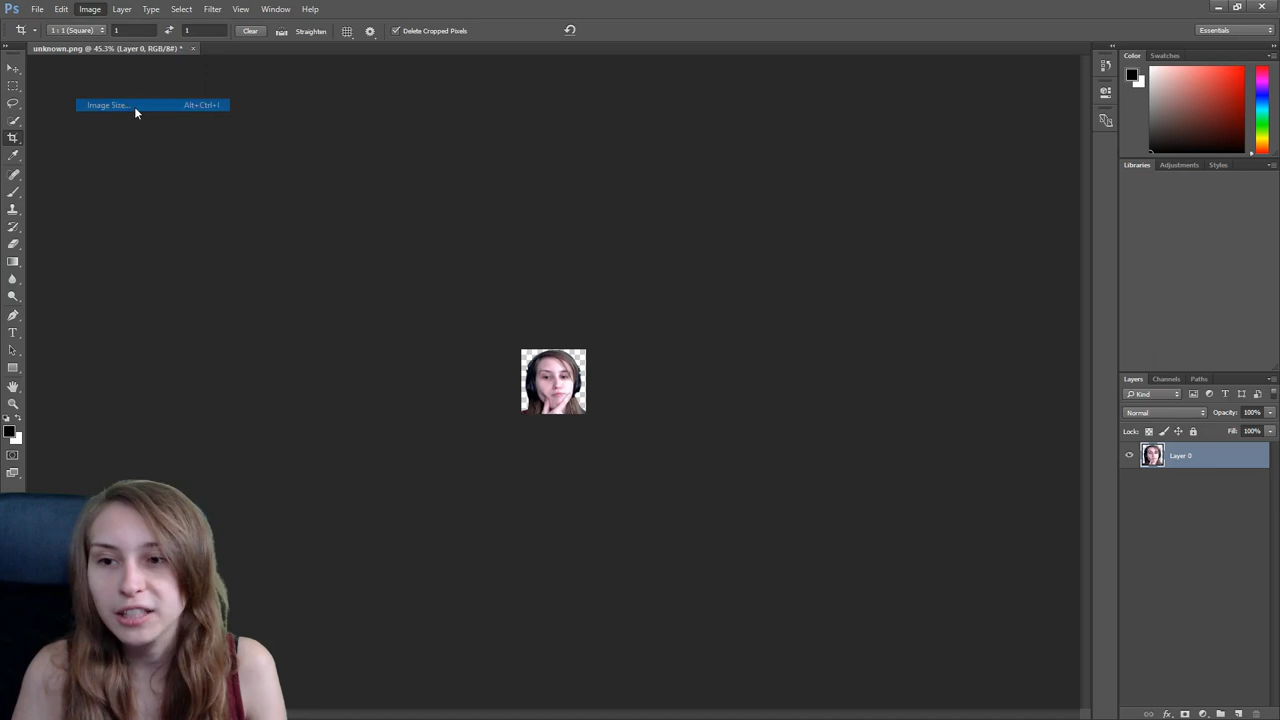 Ps File Edit Image Layer Type Select Filter View Window Help
1 : 1 (Square) 1 1 Clear Straighten Delete Cropped Pixels Essentials
unknown.png @ 45.3% (Layer 0, RGB/8#) * ×
Color Swatches
Image Size... Alt+Ctrl+I
Libraries Adjustments Styles
Layers Channels Paths
Kind
Normal Opacity: 100%
Lock: Fill: 100%
Layer 0